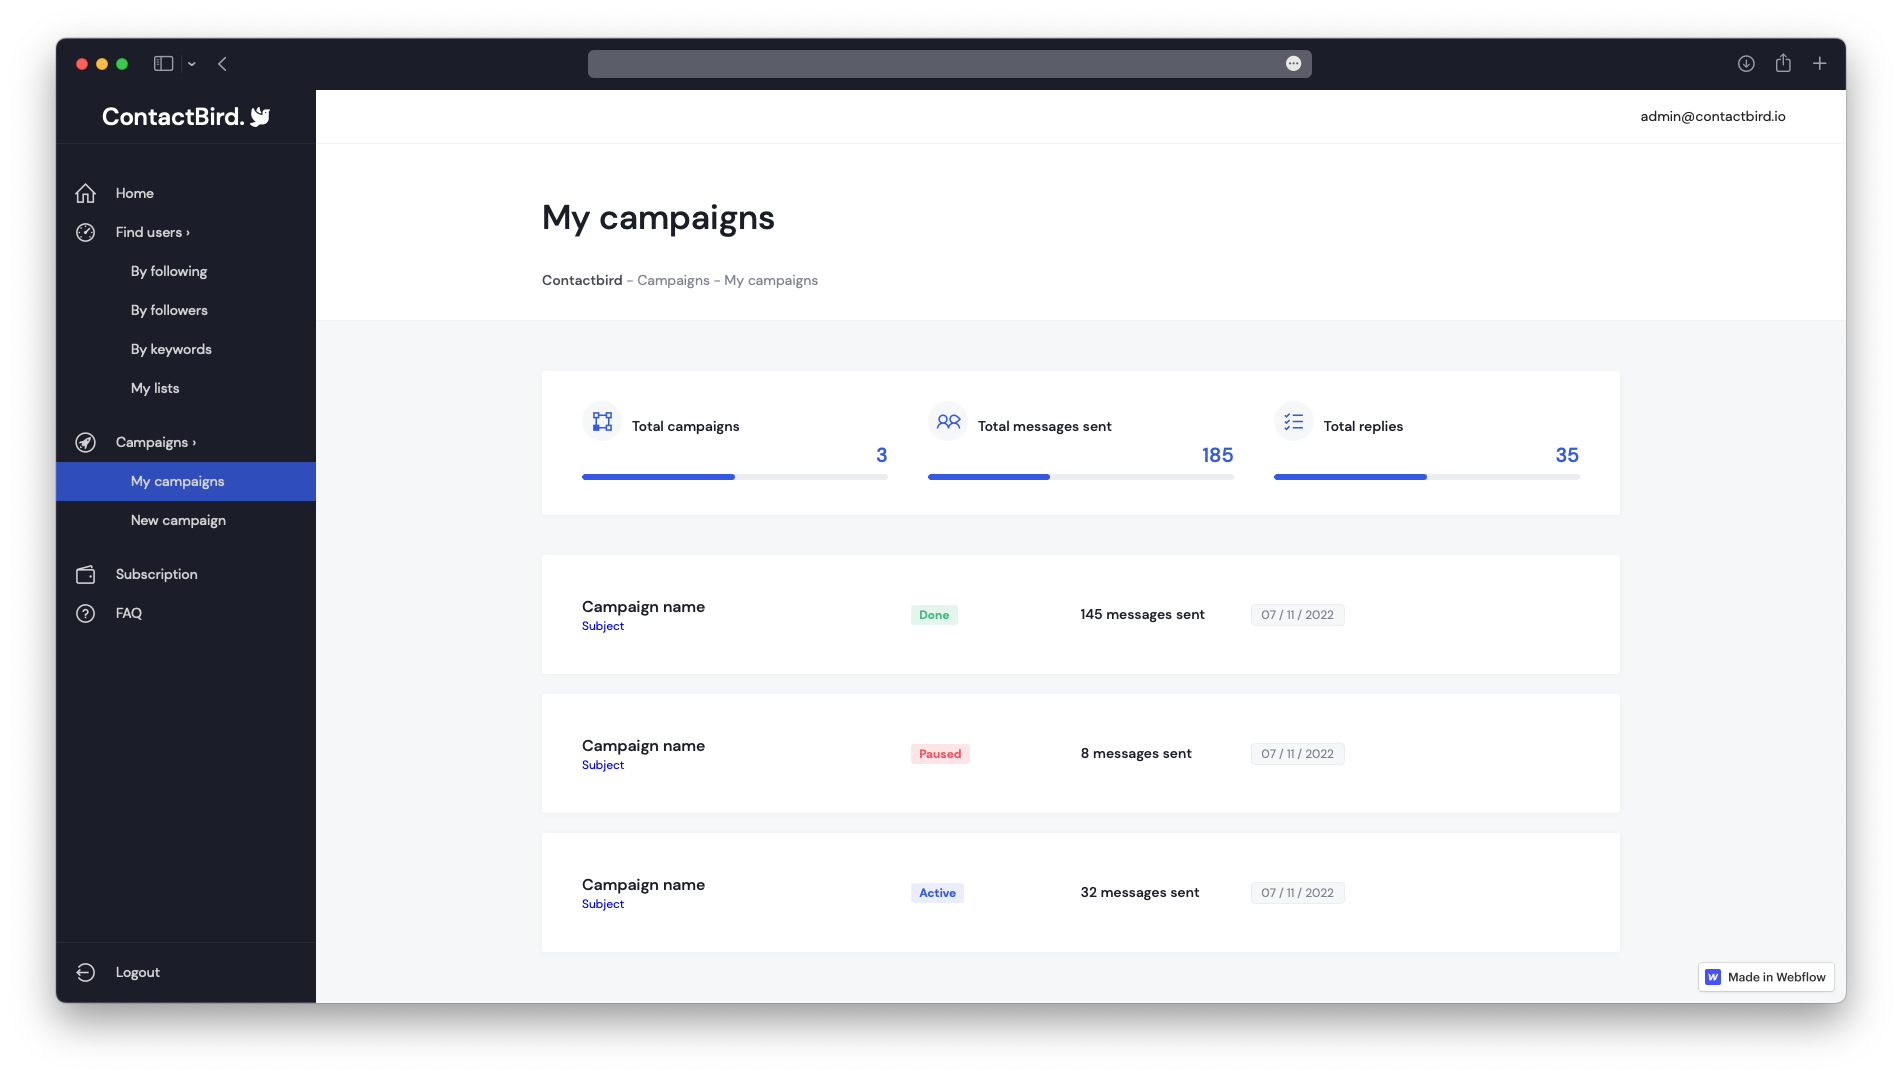 ContactBird.
admin@contactbird.io
Home
Find users ›
By following
By followers
By keywords
My lists
Campaigns ›
My campaigns
New campaign
Subscription
FAQ
Logout
My campaigns
Contactbird - Campaigns - My campaigns
Total campaigns
3
Total messages sent
185
Total replies
35
Campaign name
Subject
Done
145 messages sent
07 / 11 / 2022
Campaign name
Subject
Paused
8 messages sent
07 / 11 / 2022
Campaign name
Subject
Active
32 messages sent
07 / 11 / 2022
Made in Webflow